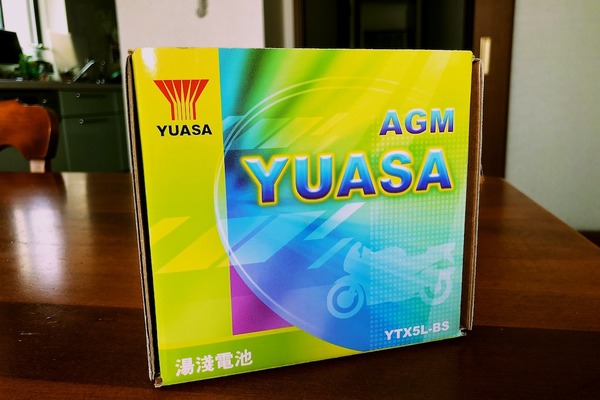 YUASA
AGM
YUASA
YTX5L-BS
湯淺電池